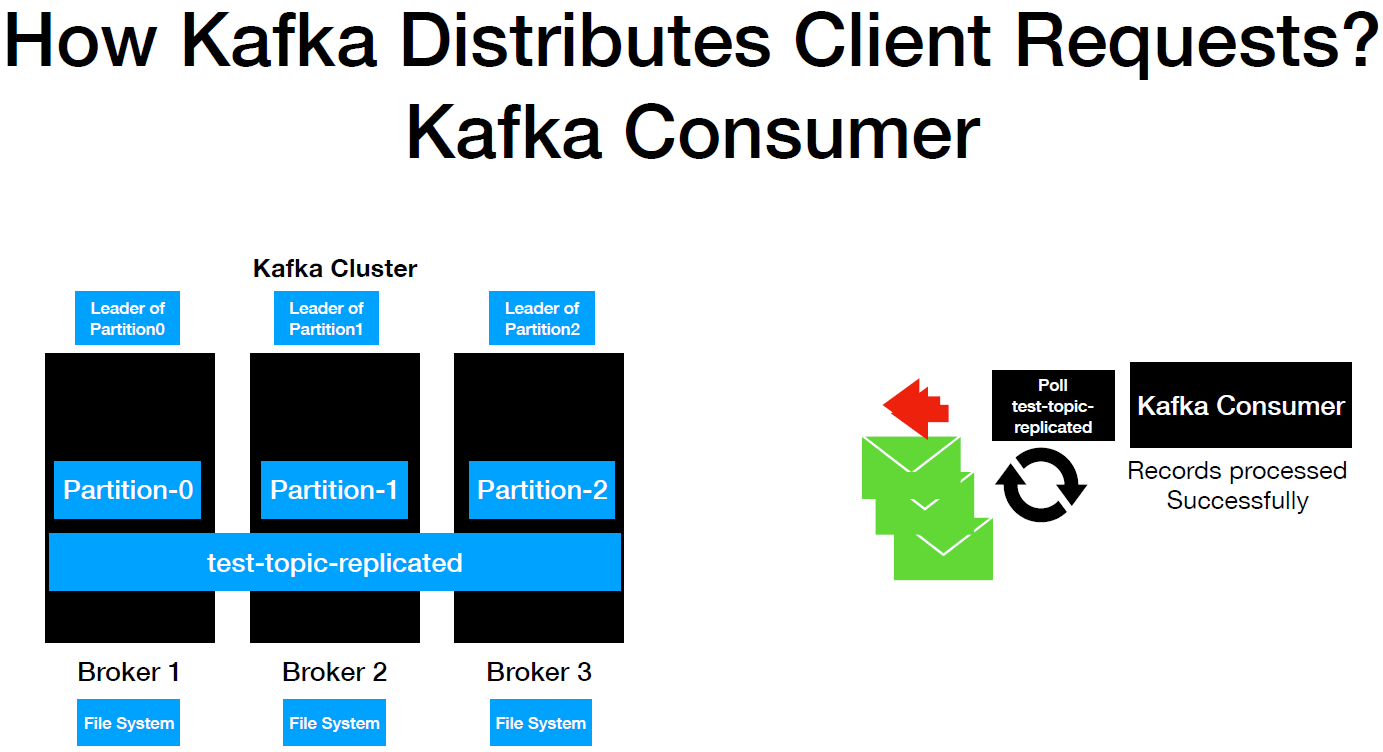 How Kafka Distributes Client Requests?
Kafka Consumer
Kafka Cluster
Leader of
Partition0
Leader of
Partition1
Leader of
Partition2
Partition-0
Partition-1
Partition-2
test-topic-replicated
Broker 1
Broker 2
Broker 3
File System
File System
File System
Poll
test-topic-
replicated
Kafka Consumer
Records processed
Successfully